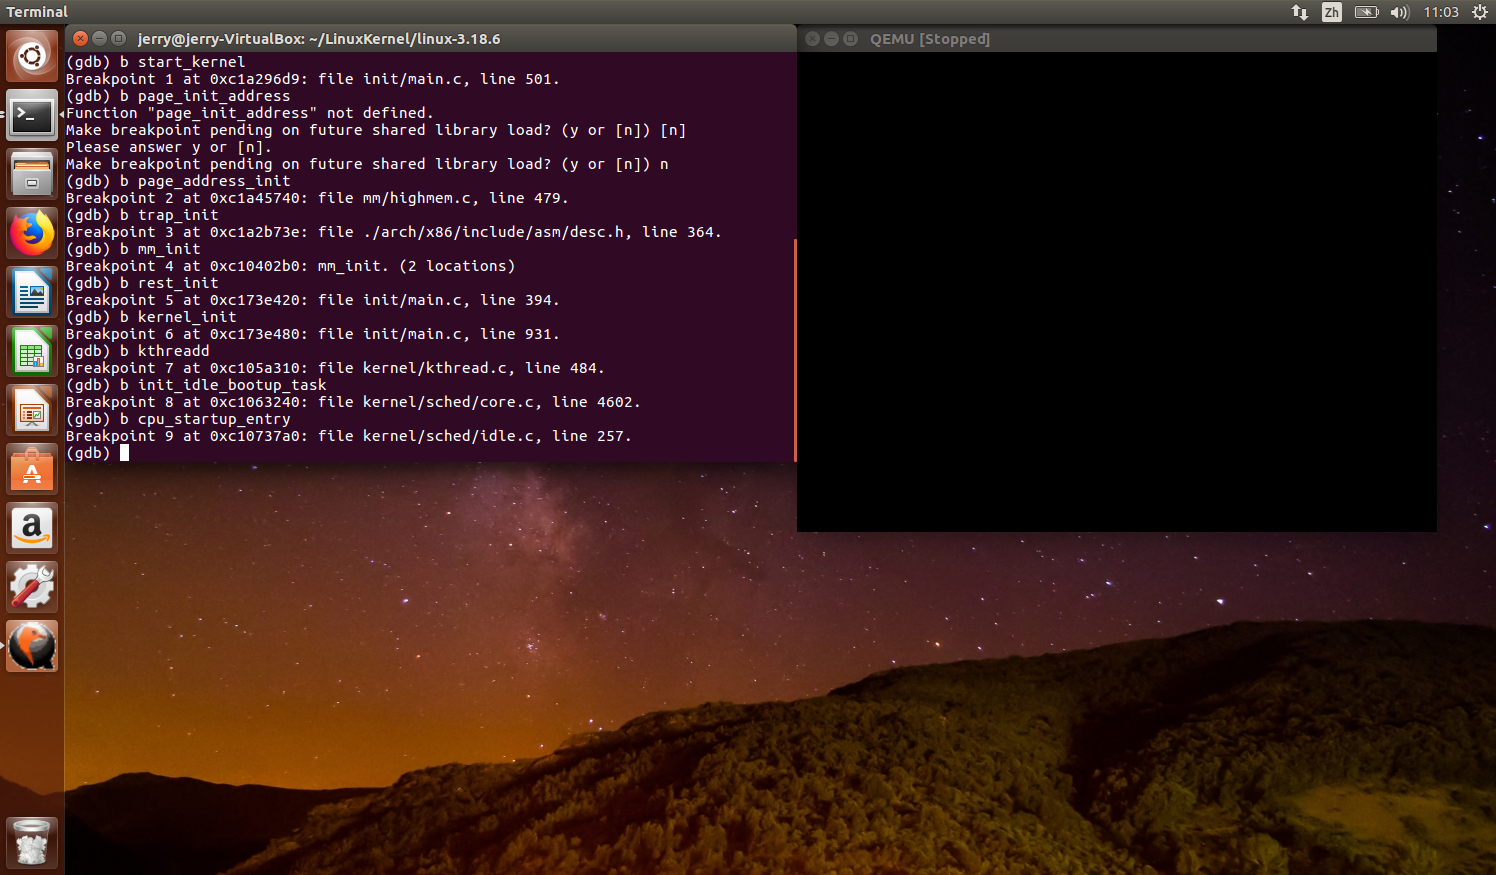 Terminal
Zh
11:03
jerry@jerry-VirtualBox: ~/LinuxKernel/linux-3.18.6
(gdb) b start_kernel
Breakpoint 1 at 0xc1a296d9: file init/main.c, line 501.
(gdb) b page_init_address
Function "page_init_address" not defined.
Make breakpoint pending on future shared library load? (y or [n]) [n]
Please answer y or [n].
Make breakpoint pending on future shared library load? (y or [n]) n
(gdb) b page_address_init
Breakpoint 2 at 0xc1a45740: file mm/highmem.c, line 479.
(gdb) b trap_init
Breakpoint 3 at 0xc1a2b73e: file ./arch/x86/include/asm/desc.h, line 364.
(gdb) b mm_init
Breakpoint 4 at 0xc10402b0: mm_init. (2 locations)
(gdb) b rest_init
Breakpoint 5 at 0xc173e420: file init/main.c, line 394.
(gdb) b kernel_init
Breakpoint 6 at 0xc173e480: file init/main.c, line 931.
(gdb) b kthreadd
Breakpoint 7 at 0xc105a310: file kernel/kthread.c, line 484.
(gdb) b init_idle_bootup_task
Breakpoint 8 at 0xc1063240: file kernel/sched/core.c, line 4602.
(gdb) b cpu_startup_entry
Breakpoint 9 at 0xc10737a0: file kernel/sched/idle.c, line 257.
(gdb)
QEMU [Stopped]